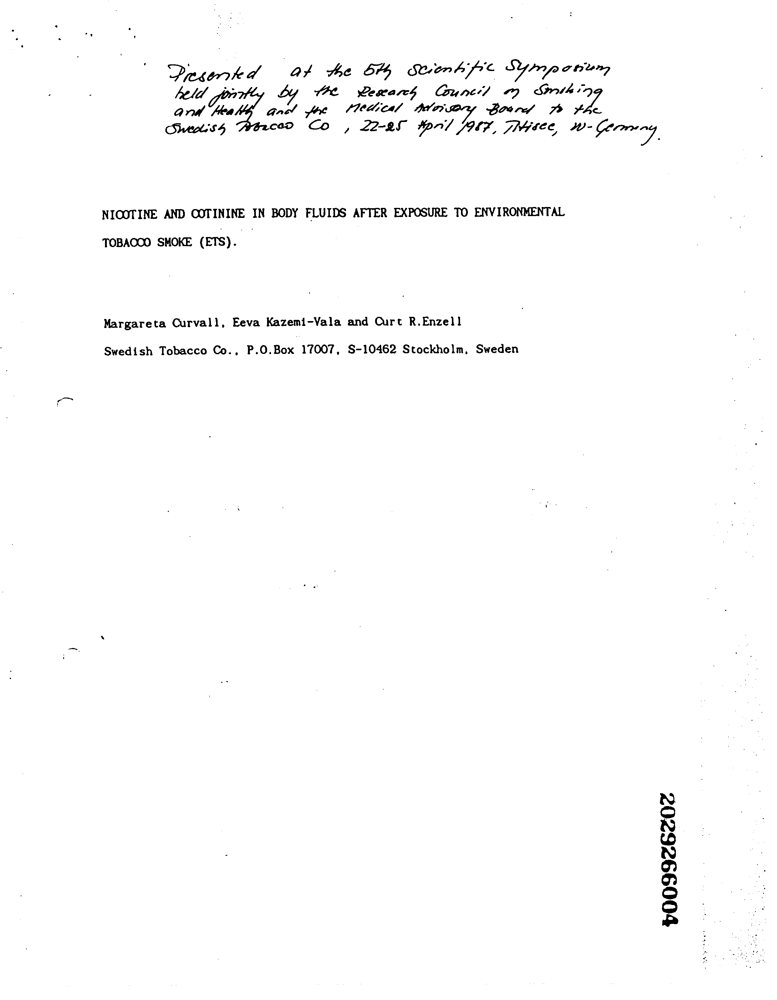 Presented at the 5th Scientific Symposium
held jointly by the Research Council on Smoking
and Health and the Medical Advisory Board to the
Swedish Tobacco Co, 22-25 April 1987, W-Germany.
NICOTINE AND COTININE IN BODY FLUIDS AFTER EXPOSURE TO ENVIRONMENTAL
TOBACCO SMOKE (ETS).
Margareta Curvall, Eeva Kazemi-Vala and Curt R.Enzell
Swedish Tobacco Co., P.O.Box 17007, S-10462 Stockholm, Sweden
2029266004